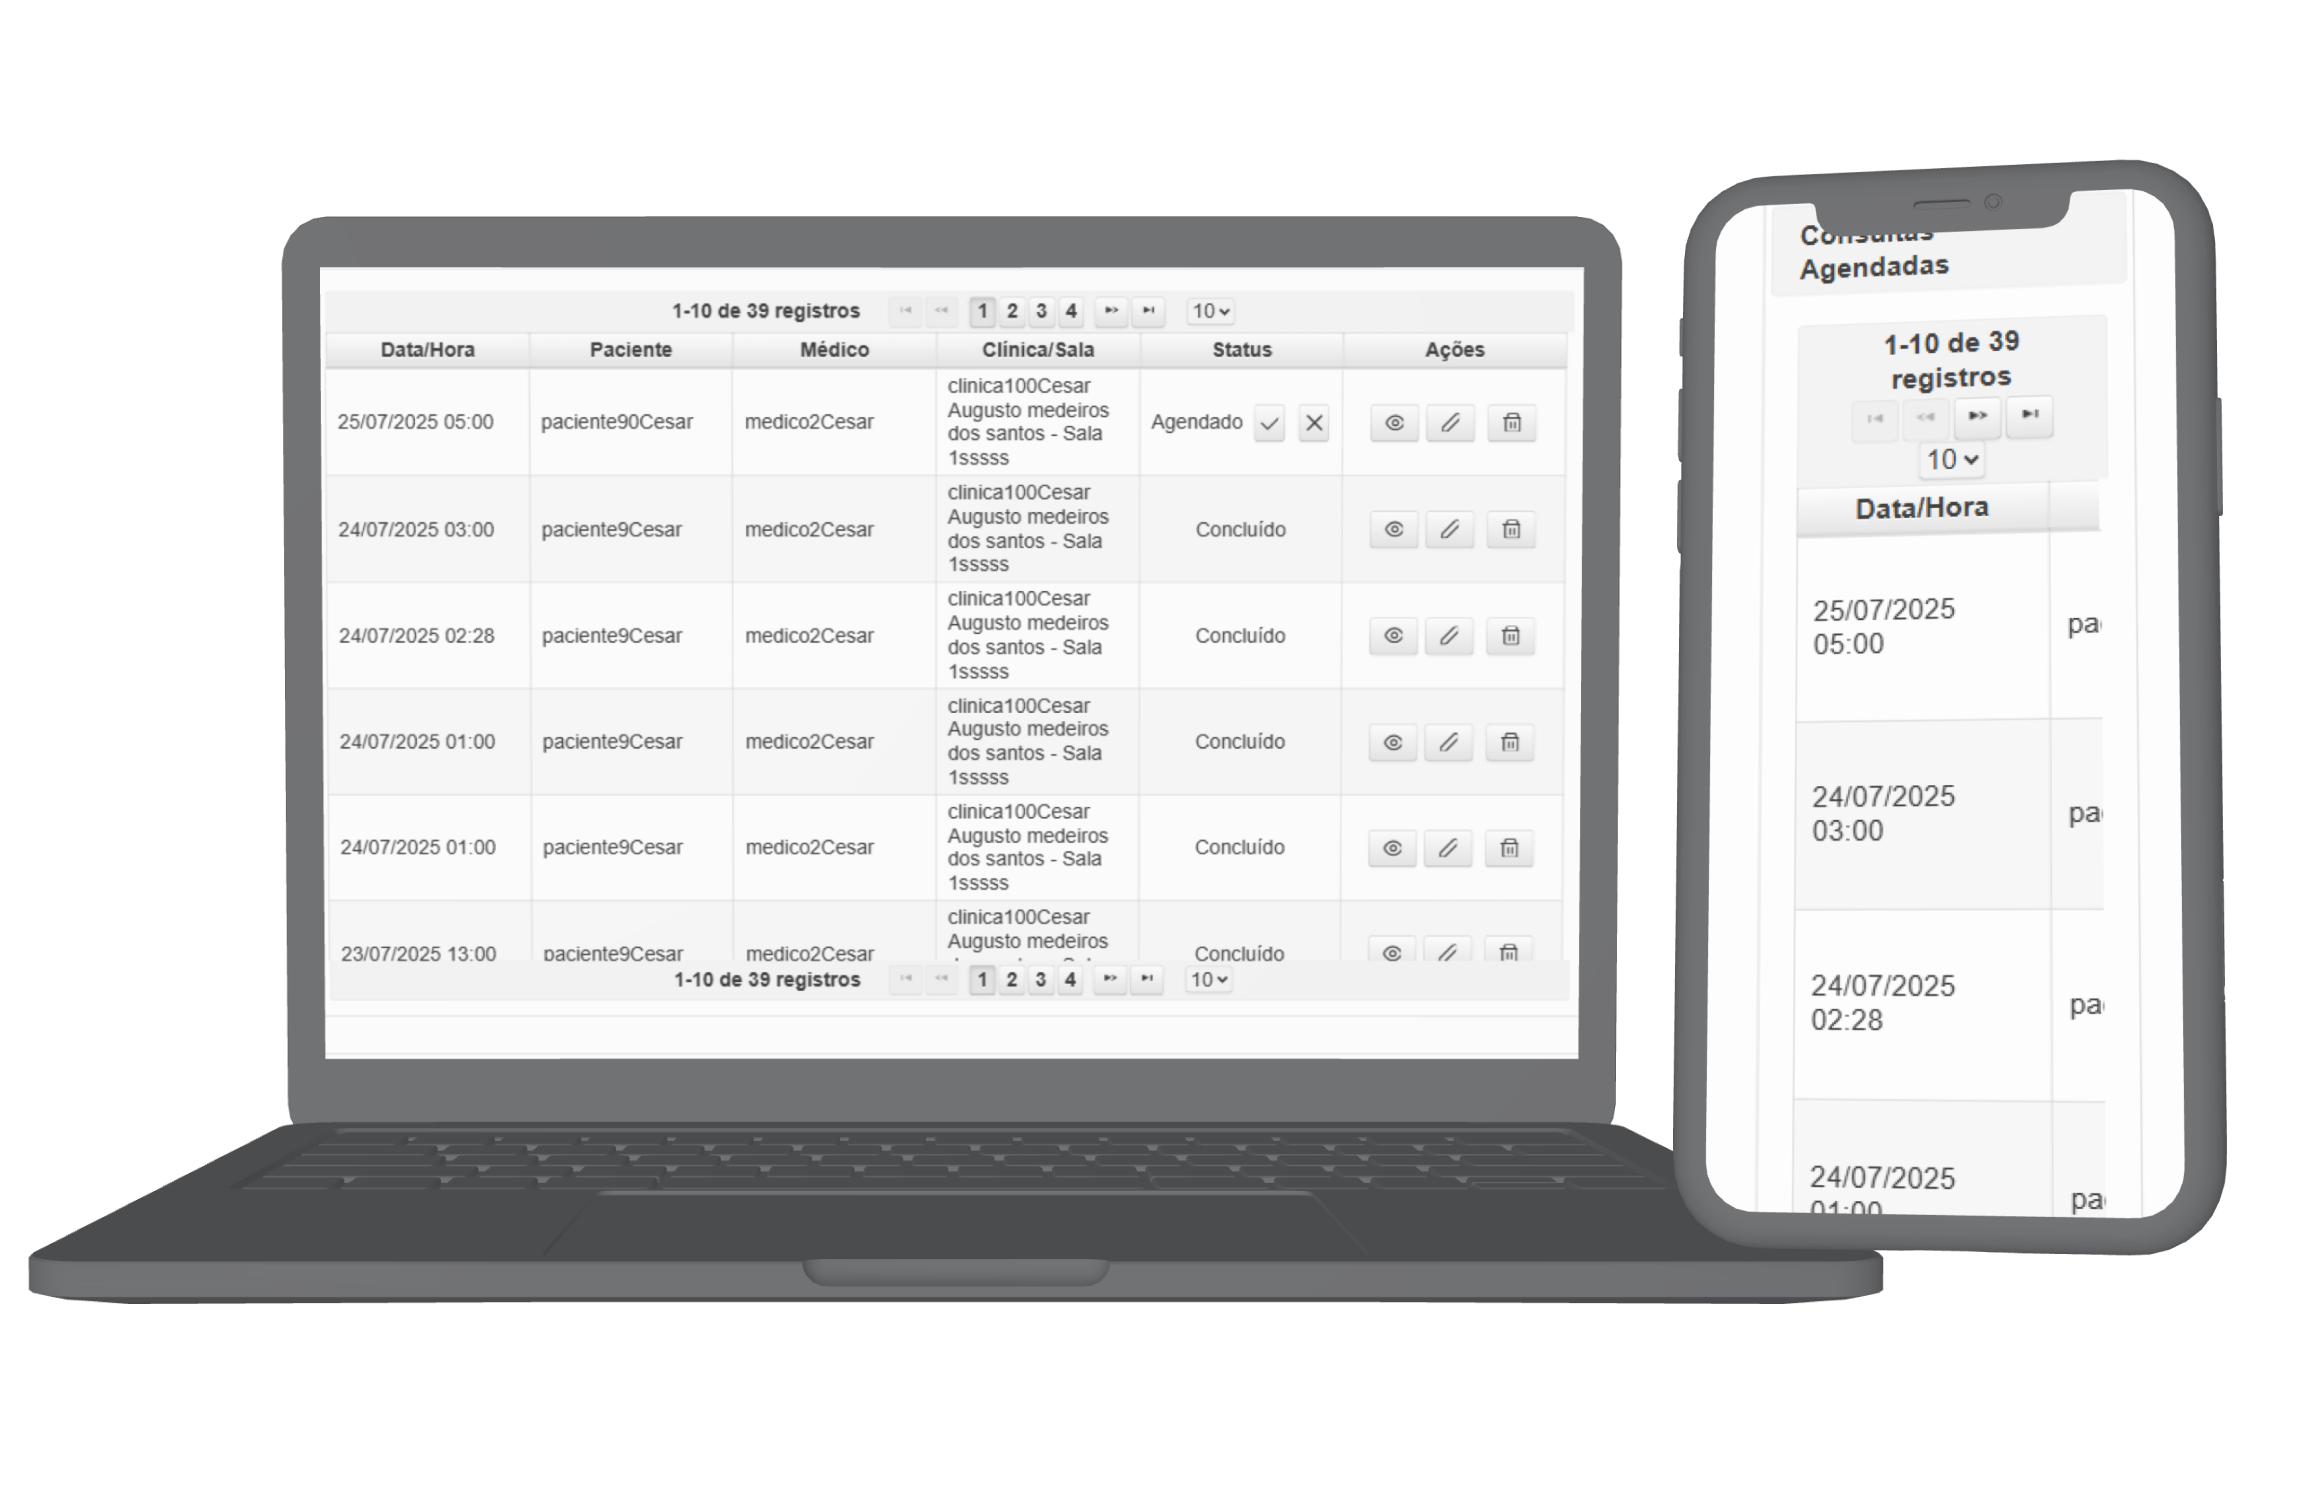 1-10 de 39 registros 1 2 3 4 10
Data/Hora Paciente Médico Clínica/Sala Status Ações
25/07/2025 05:00 paciente90Cesar medico2Cesar clinica100Cesar
Augusto medeiros
dos santos - Sala
1sssss Agendado
24/07/2025 03:00 paciente9Cesar medico2Cesar clinica100Cesar
Augusto medeiros
dos santos - Sala
1sssss Concluído
24/07/2025 02:28 paciente9Cesar medico2Cesar clinica100Cesar
Augusto medeiros
dos santos - Sala
1sssss Concluído
24/07/2025 01:00 paciente9Cesar medico2Cesar clinica100Cesar
Augusto medeiros
dos santos - Sala
1sssss Concluído
24/07/2025 01:00 paciente9Cesar medico2Cesar clinica100Cesar
Augusto medeiros
dos santos - Sala
1sssss Concluído
23/07/2025 13:00 paciente9Cesar medico2Cesar clinica100Cesar
Augusto medeiros
Concluído
1-10 de 39 registros 1 2 3 4 10
Consultas
Agendadas
1-10 de 39
registros
10
Data/Hora
25/07/2025
05:00
pa
24/07/2025
03:00
pa
24/07/2025
02:28
pa
24/07/2025
01:00
pa